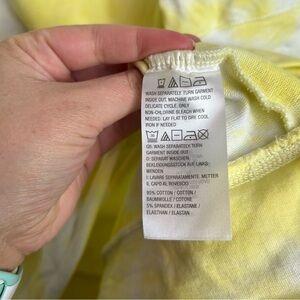 WASH SEPARATELY TURN GARMENT
INSIDE OUT, MACHINE WASH COLD
DELICATE CYCLE, ONLY
NON-CHLORINE BLEACH WHEN
NEEDED LAY FLAT TO DRY, COOL
IRON IF NEEDED
GB: WASH SEPARATELY TURN
GARMENT INSIDE OUT
D: SEPARAT WASCHEN,
BEKLEIDUNGSSTÜCK AUF LINKS
WENDEN
I: LAVARE SEPARATAMENTE, METTER
IL CAPO AL ROVESCIO
95% COTTON / COTTON /
BAUMWOLLE / COTONE
5% SPANDEX / ELASTANE /
ELASTHAN / ELASTAN